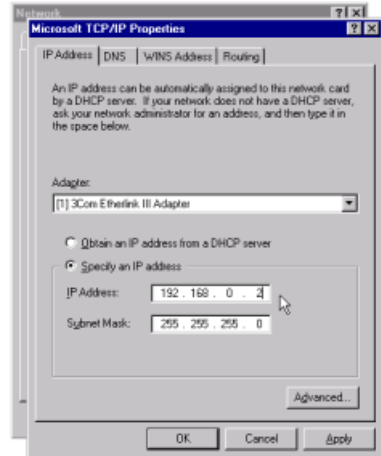 Network
Microsoft TCP/IP Properties
IP Address DNS WINS Address Routing
An IP address can be automatically assigned to this network card
by a DHCP server. If your network does not have a DHCP server,
ask your network administrator for an address, and then type it in
the space below.
Adapter:
[1] 3Com Etherlink III Adapter
Obtain an IP address from a DHCP server
Specify an IP address
IP Address: 192 . 168 . 0 . 2
Subnet Mask: 255 . 255 . 255 . 0
Advanced...
OK Cancel Apply